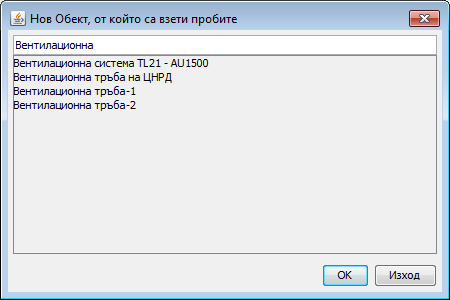 Нов Обект, от който са взети пробите
Вентилационна
Вентилационна система TL21 - AU1500
Вентилационна тръба на ЦНРД
Вентилационна тръба-1
Вентилационна тръба-2
OK
Изход